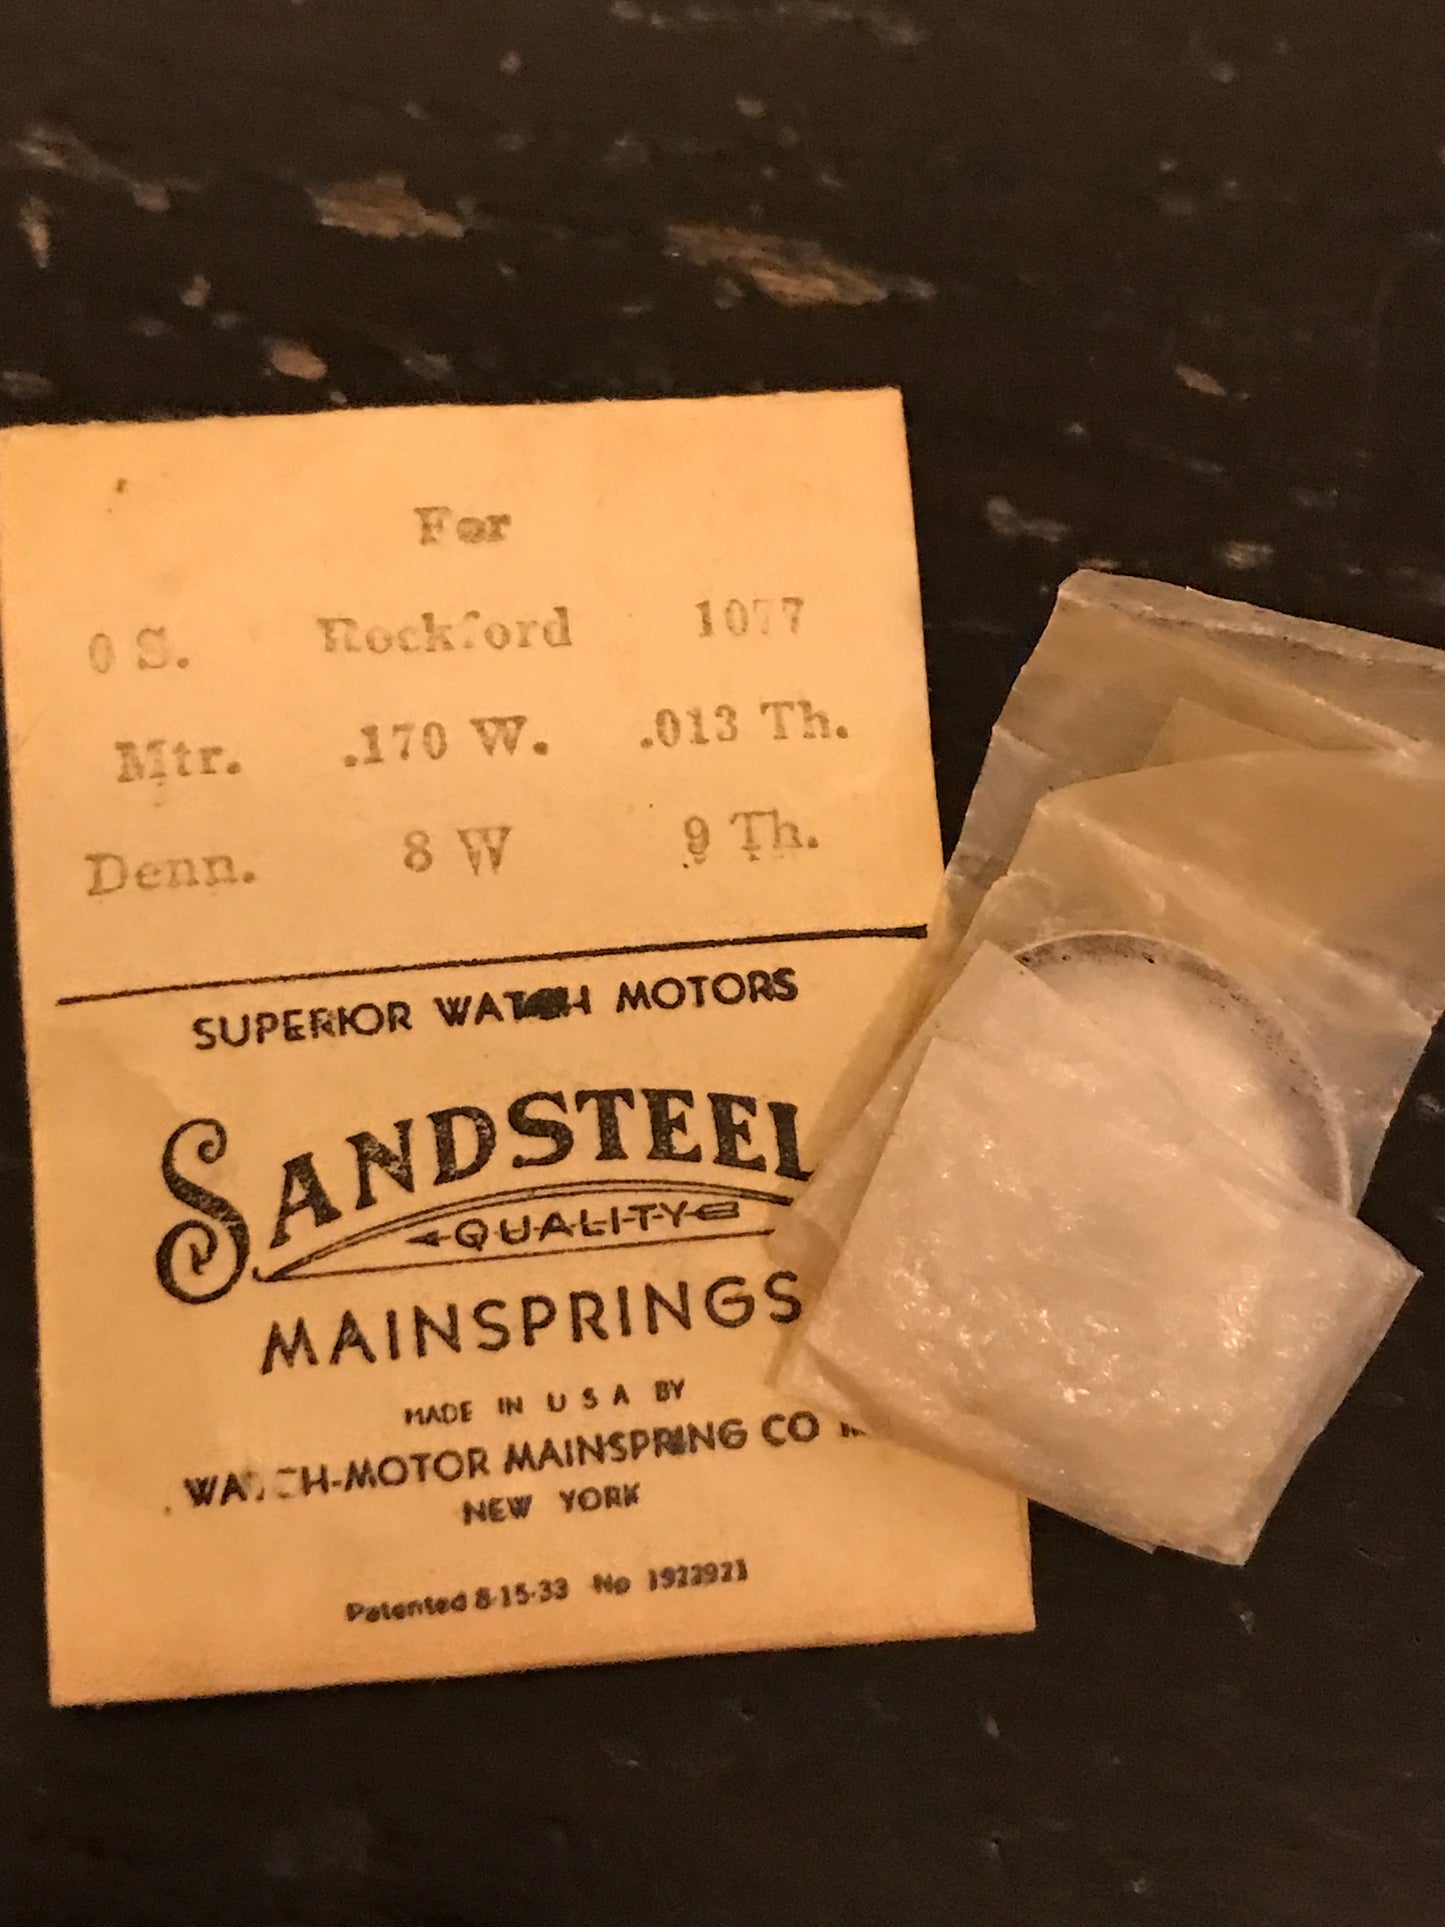 For
0 S. Rockford 1077
Mtr. .170 W. .013 Th.
Denn. 8 W 9 Th.
SUPERIOR WATCH MOTORS
SANDSTEEL
QUALITY
MAINSPRINGS
MADE IN U S A BY
WATCH-MOTOR MAINSPRING CO
NEW YORK
Patented 8-15-33 No 1922921